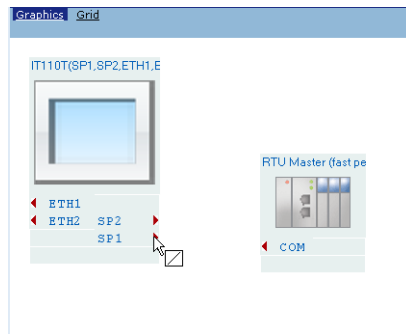 Graphics Grid
IT110T(SP1,SP2,ETH1,E
ETH1
ETH2 SP2
SP1
RTU Master (fast pe
COM